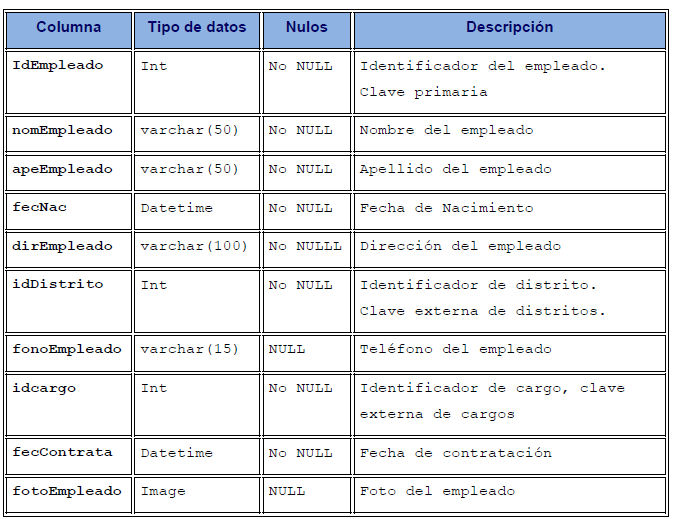 Columna Tipo de datos Nulos Descripción
IdEmpleado Int No NULL Identificador del empleado.
Clave primaria
nomEmpleado varchar(50) No NULL Nombre del empleado
apeEmpleado varchar(50) No NULL Apellido del empleado
fecNac Datetime No NULL Fecha de Nacimiento
dirEmpleado varchar(100) No NULLL Dirección del empleado
idDistrito Int No NULL Identificador de distrito.
Clave externa de distritos.
fonoEmpleado varchar(15) NULL Teléfono del empleado
idcargo Int No NULL Identificador de cargo, clave
externa de cargos
fecContrata Datetime No NULL Fecha de contratación
fotoEmpleado Image NULL Foto del empleado